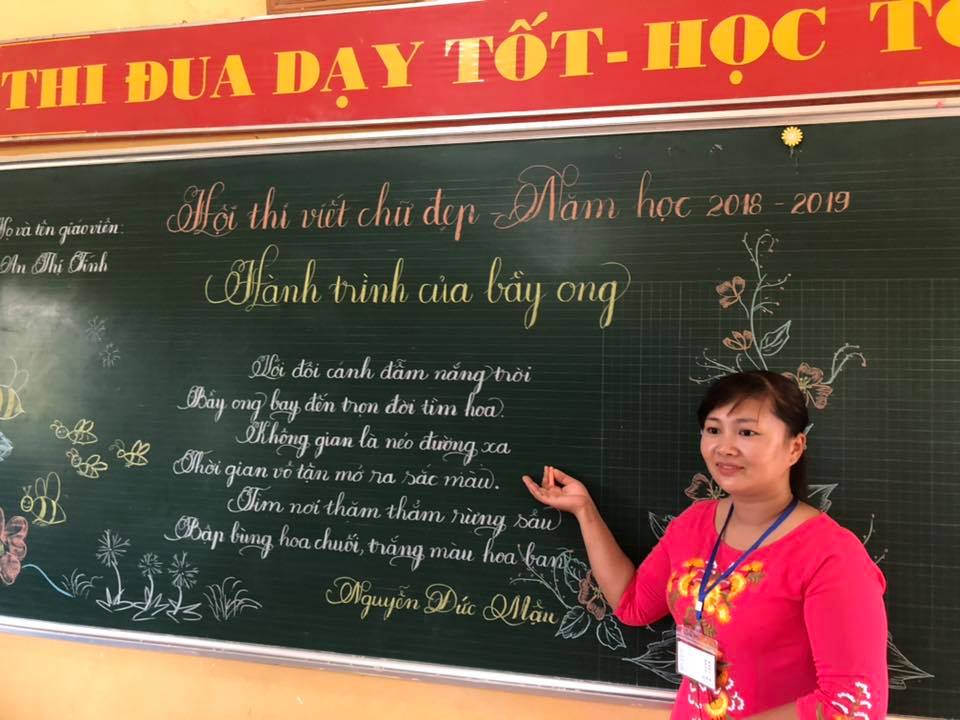 THI ĐUA DẠY TỐT - HỌC TỐ
Hội thi viết chữ đẹp - Năm học 2018 - 2019
Họ và tên giáo viên:
An Thị Tính
Hành trình của bầy ong
Với đôi cánh đẫm nắng trời
Bầy ong bay đến trọn đời tìm hoa.
Không gian là nẻo đường xa
Thời gian vô tận mở ra sắc màu.
Tìm nơi thăm thẳm rừng sâu
Bập bùng hoa chuối, trắng màu hoa ban
Nguyễn Đức Mậu